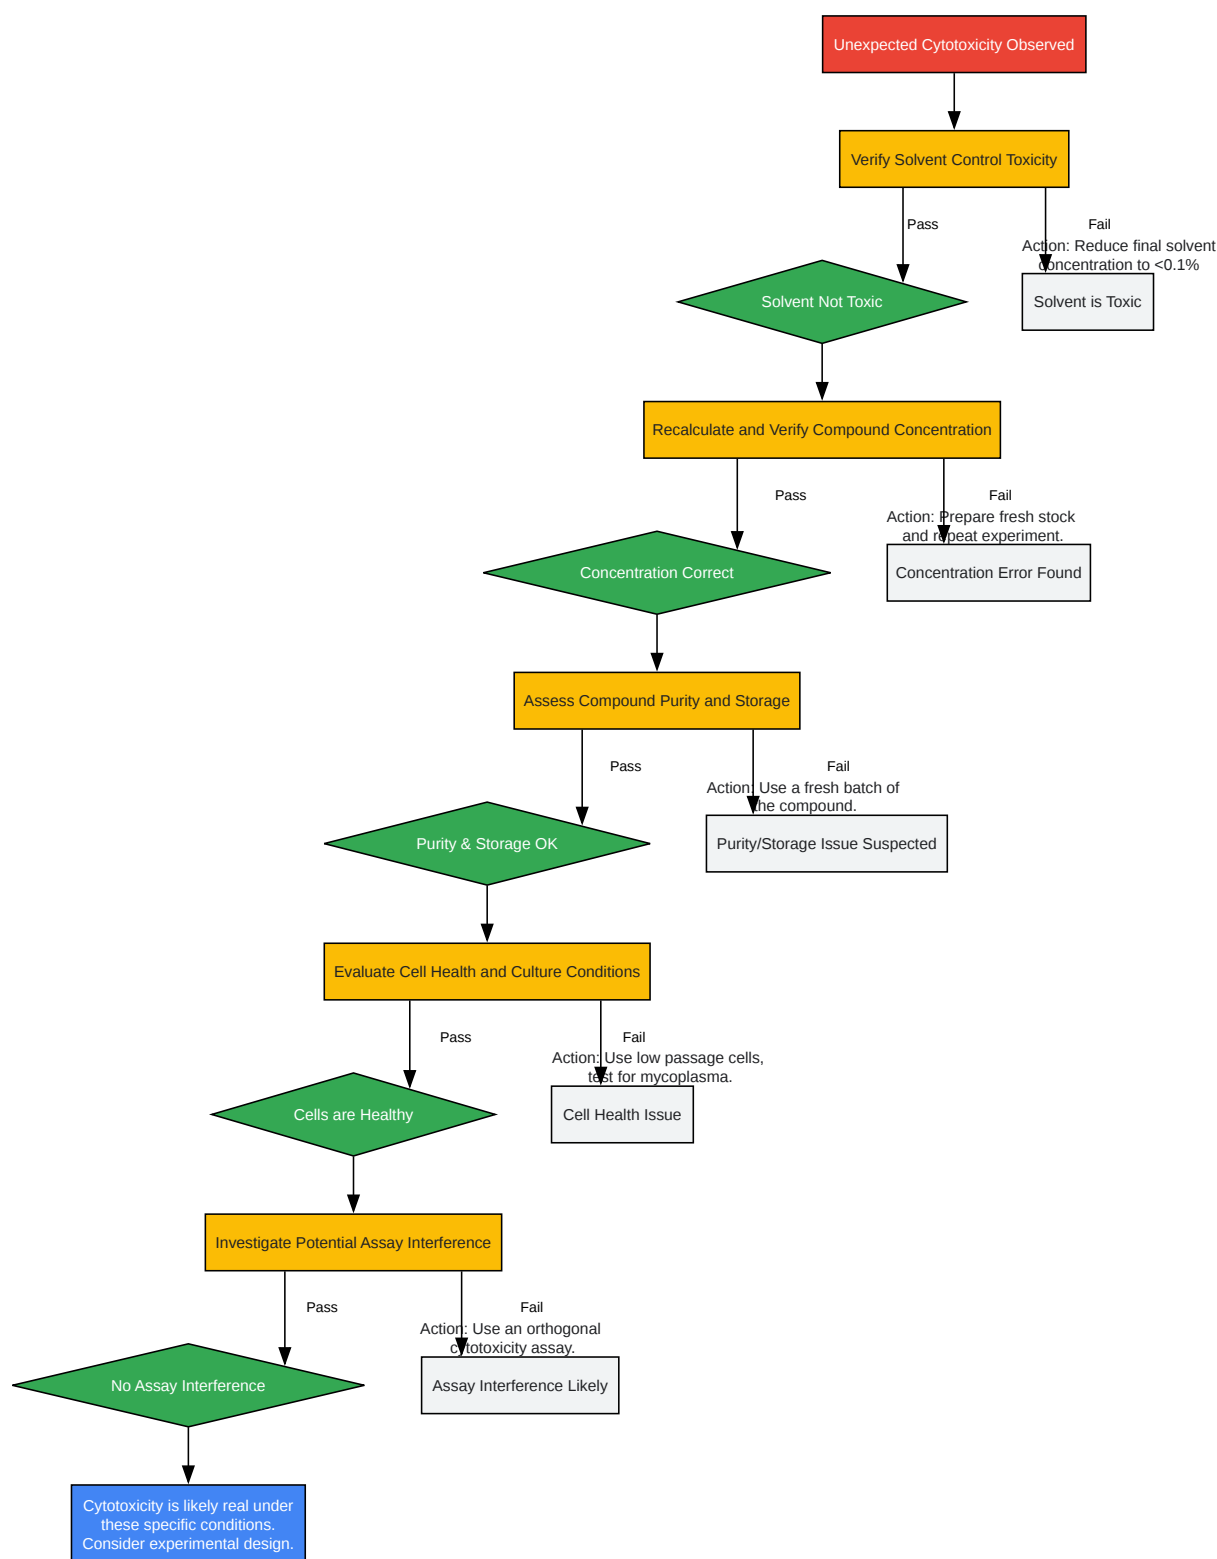 Unexpected Cytotoxicity Observed
Verify Solvent Control Toxicity
Pass
Fail
Action: Reduce final solvent
concentration to <0.1%
Solvent Not Toxic
Solvent is Toxic
Recalculate and Verify Compound Concentration
Pass
Fail
Action: Prepare fresh stock
and repeat experiment.
Concentration Correct
Concentration Error Found
Assess Compound Purity and Storage
Pass
Fail
Action: Use a fresh batch of
the compound.
Purity & Storage OK
Purity/Storage Issue Suspected
Evaluate Cell Health and Culture Conditions
Pass
Fail
Action: Use low passage cells,
test for mycoplasma.
Cells are Healthy
Cell Health Issue
Investigate Potential Assay Interference
Pass
Fail
Action: Use an orthogonal
cytotoxicity assay.
No Assay Interference
Assay Interference Likely
Cytotoxicity is likely real under
these specific conditions.
Consider experimental design.